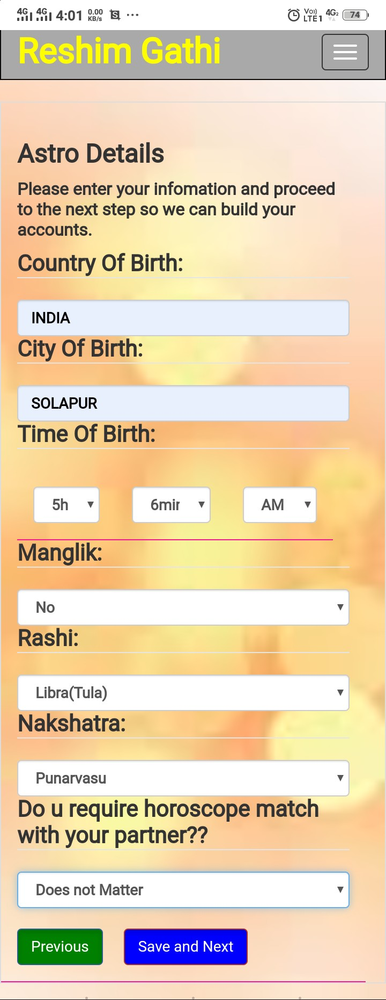 4G 4G 4:01 0.00 KB/s S ... Vo)) LTE1 4G2 74
Reshim Gathi
Astro Details
Please enter your infomation and proceed
to the next step so we can build your
accounts.
Country Of Birth:
INDIA
City Of Birth:
SOLAPUR
Time Of Birth:
5h 6mir AM
Manglik:
No
Rashi:
Libra(Tula)
Nakshatra:
Punarvasu
Do u require horoscope match
with your partner??
Does not Matter
Previous Save and Next